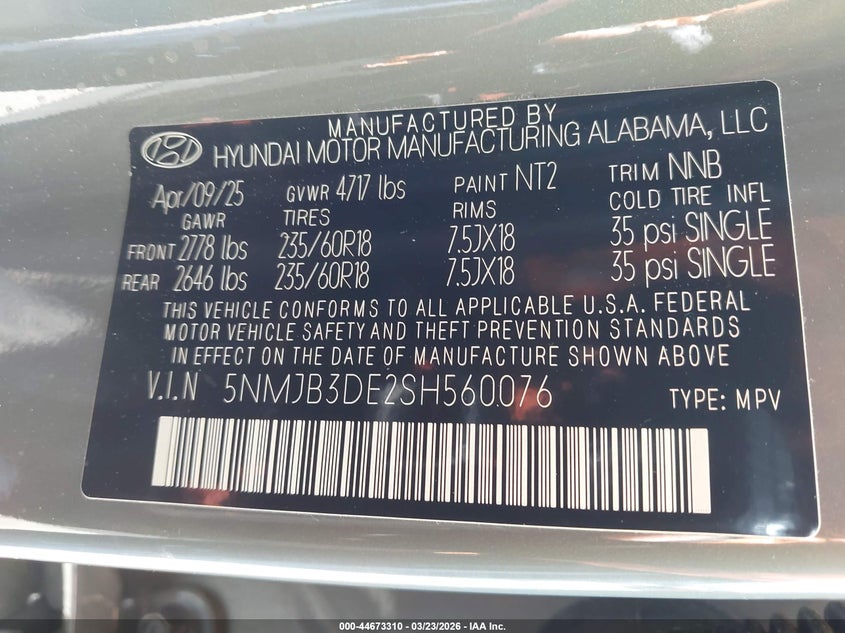 MANUFACTURED BY
HYUNDAI MOTOR MANUFACTURING ALABAMA, LLC
Apr/09/25 GVWR 4717 lbs PAINT NT2 TRIM NNB
GAWR TIRES RIMS COLD TIRE INFL
FRONT 2778 lbs 235/60R18 7.5JX18 35 psi SINGLE
REAR 2646 lbs 235/60R18 7.5JX18 35 psi SINGLE
THIS VEHICLE CONFORMS TO ALL APPLICABLE U.S.A. FEDERAL
MOTOR VEHICLE SAFETY AND THEFT PREVENTION STANDARDS
IN EFFECT ON THE DATE OF MANUFACTURE SHOWN ABOVE.
V.I.N 5NMJB3DE2SH560076 TYPE: MPV
000-44673310 - 03/23/2026 - IAA Inc.